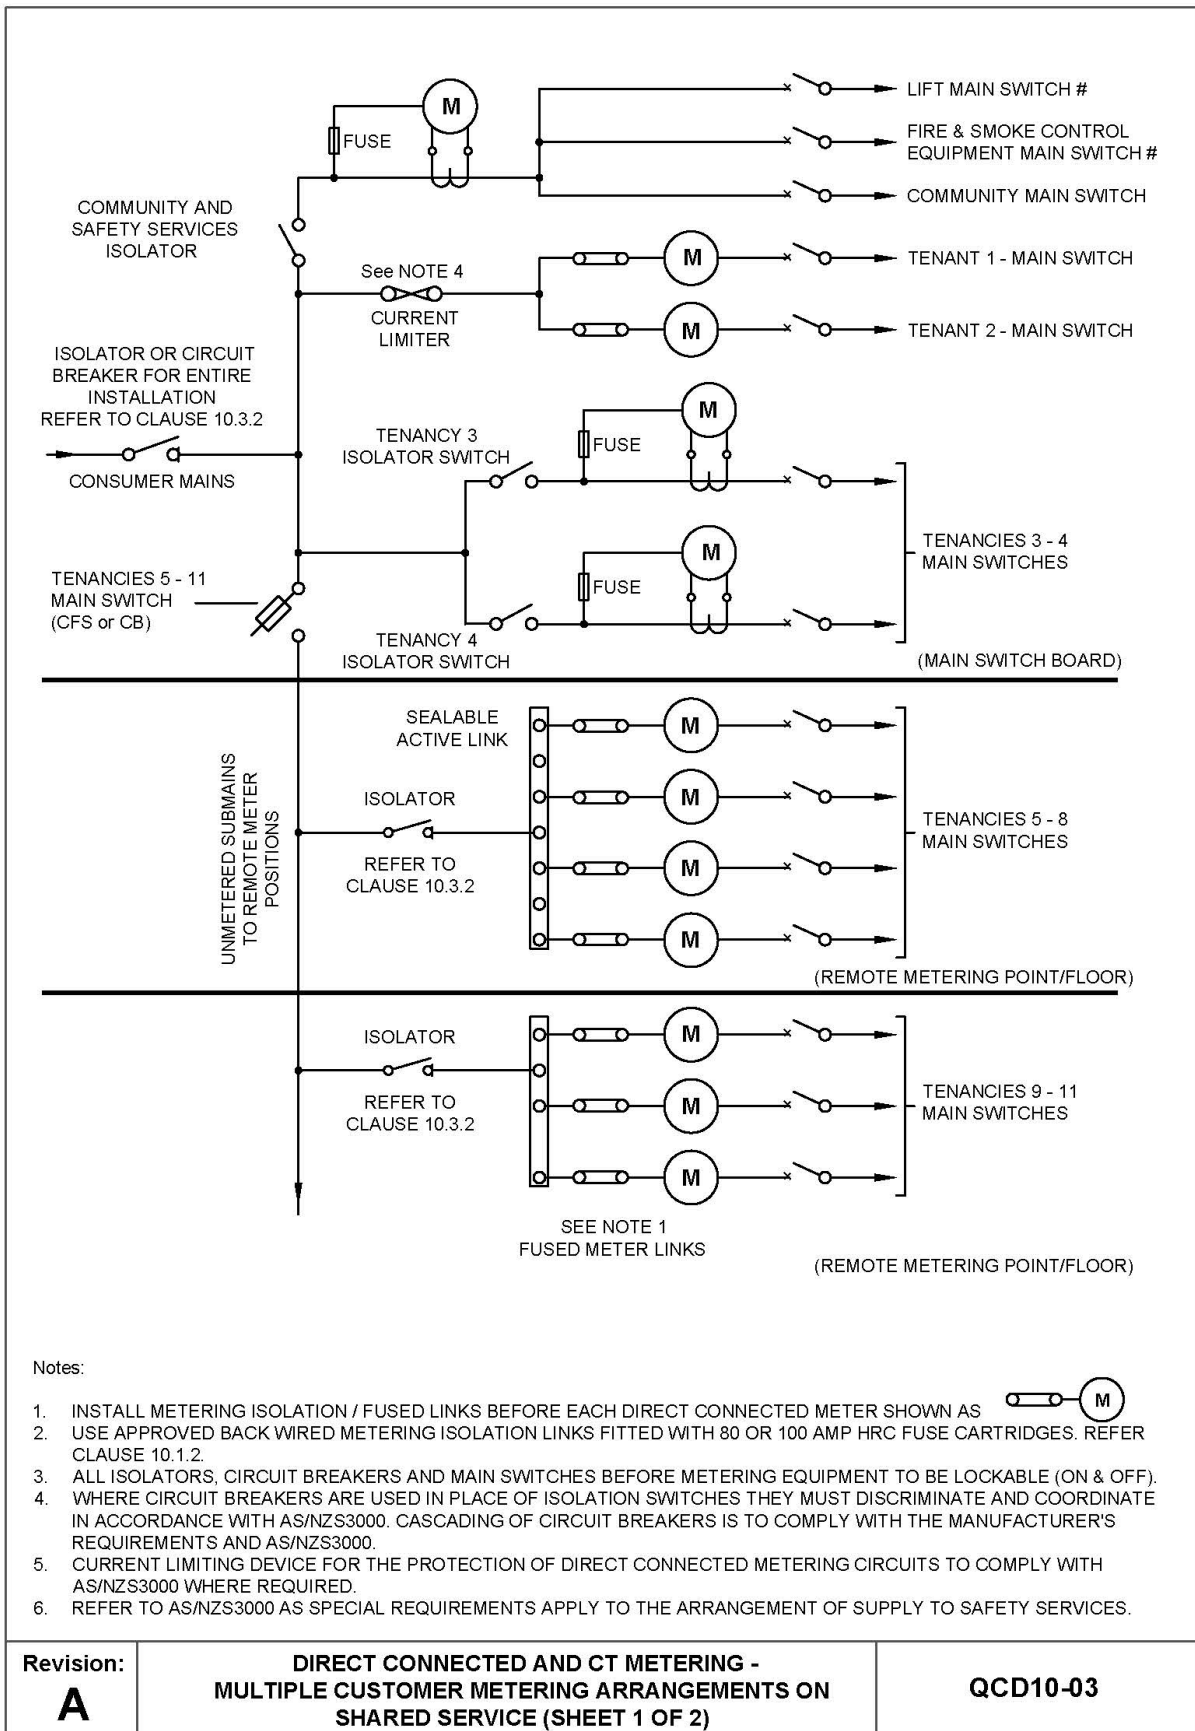 M
FUSE
LIFT MAIN SWITCH #
FIRE & SMOKE CONTROL
EQUIPMENT MAIN SWITCH #
COMMUNITY MAIN SWITCH
COMMUNITY AND
SAFETY SERVICES
ISOLATOR
See NOTE 4
CURRENT
LIMITER
M
TENANT 1 - MAIN SWITCH
M
TENANT 2 - MAIN SWITCH
ISOLATOR OR CIRCUIT
BREAKER FOR ENTIRE
INSTALLATION
REFER TO CLAUSE 10.3.2
CONSUMER MAINS
TENANCY 3
ISOLATOR SWITCH
FUSE
M
M
FUSE
TENANCIES 3 - 4
MAIN SWITCHES
TENANCIES 5 - 11
MAIN SWITCH
(CFS or CB)
TENANCY 4
ISOLATOR SWITCH
(MAIN SWITCH BOARD)
SEALABLE
ACTIVE LINK
UNMETERED SUBMAINS
TO REMOTE METER
POSITIONS
ISOLATOR
REFER TO
CLAUSE 10.3.2
M
M
M
M
TENANCIES 5 - 8
MAIN SWITCHES
(REMOTE METERING POINT/FLOOR)
ISOLATOR
REFER TO
CLAUSE 10.3.2
M
M
M
TENANCIES 9 - 11
MAIN SWITCHES
SEE NOTE 1
FUSED METER LINKS
(REMOTE METERING POINT/FLOOR)
Notes:
1. INSTALL METERING ISOLATION / FUSED LINKS BEFORE EACH DIRECT CONNECTED METER SHOWN AS M
2. USE APPROVED BACK WIRED METERING ISOLATION LINKS FITTED WITH 80 OR 100 AMP HRC FUSE CARTRIDGES. REFER
CLAUSE 10.1.2.
3. ALL ISOLATORS, CIRCUIT BREAKERS AND MAIN SWITCHES BEFORE METERING EQUIPMENT TO BE LOCKABLE (ON & OFF).
4. WHERE CIRCUIT BREAKERS ARE USED IN PLACE OF ISOLATION SWITCHES THEY MUST DISCRIMINATE AND COORDINATE
IN ACCORDANCE WITH AS/NZS3000. CASCADING OF CIRCUIT BREAKERS IS TO COMPLY WITH THE MANUFACTURER'S
REQUIREMENTS AND AS/NZS3000.
5. CURRENT LIMITING DEVICE FOR THE PROTECTION OF DIRECT CONNECTED METERING CIRCUITS TO COMPLY WITH
AS/NZS3000 WHERE REQUIRED.
6. REFER TO AS/NZS3000 AS SPECIAL REQUIREMENTS APPLY TO THE ARRANGEMENT OF SUPPLY TO SAFETY SERVICES.
Revision:
A
DIRECT CONNECTED AND CT METERING -
MULTIPLE CUSTOMER METERING ARRANGEMENTS ON
SHARED SERVICE (SHEET 1 OF 2)
QCD10-03